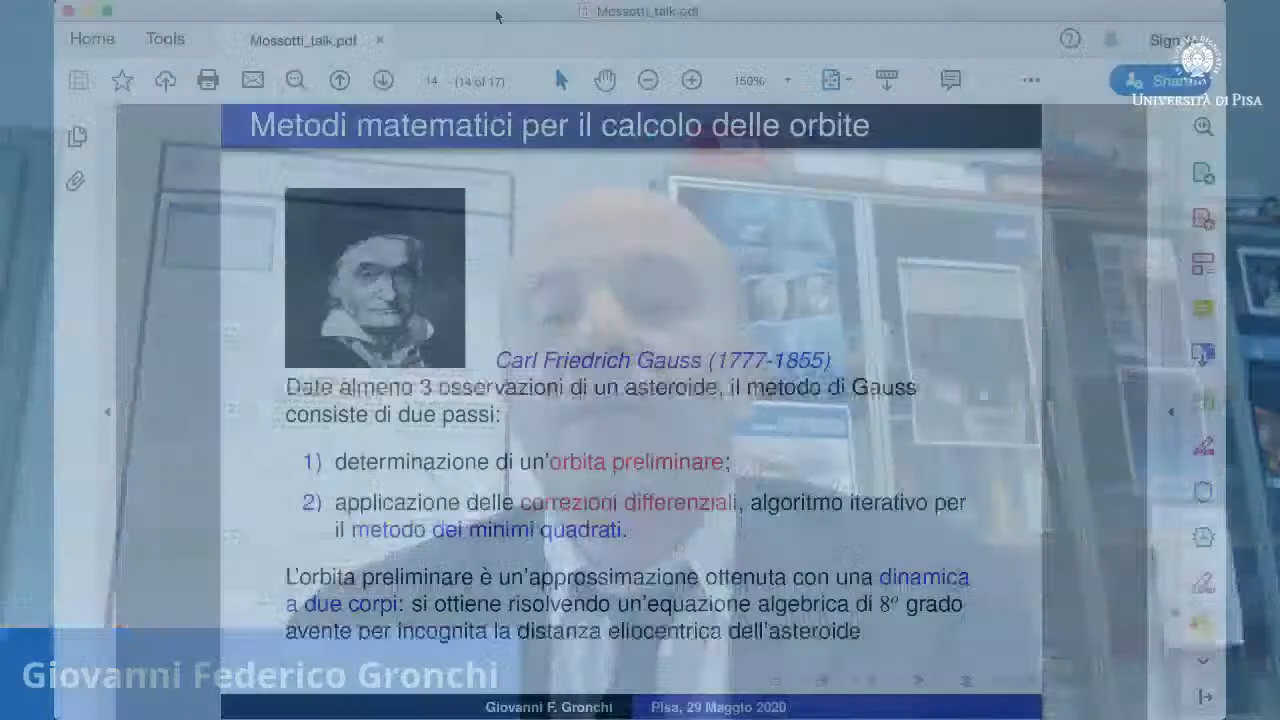 Mossotti_talk.pdf
Home Tools Mossotti_talk.pdf × Sign
14 (14 of 17) 150% Share
UNIVERSITÀ DI PISA
Metodi matematici per il calcolo delle orbite
Carl Friedrich Gauss (1777-1855)
Date almeno 3 osservazioni di un asteroide, il metodo di Gauss
consiste di due passi:
1) determinazione di un'orbita preliminare;
2) applicazione delle correzioni differenziali, algoritmo iterativo per
il metodo dei minimi quadrati.
L'orbita preliminare è un'approssimazione ottenuta con una dinamica
a due corpi: si ottiene risolvendo un'equazione algebrica di 8º grado
avente per incognita la distanza eliocentrica dell'asteroide
Giovanni Federico Gronchi
Giovanni F. Gronchi Pisa, 29 Maggio 2020